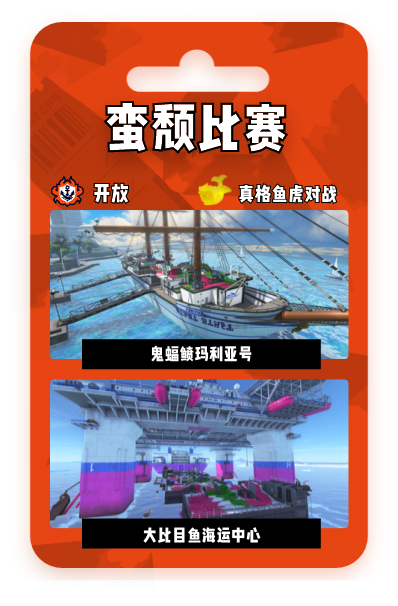 蛮颓比赛
开放
真格鱼虎对战
鬼蝠鲼玛利亚号
大比目鱼海运中心